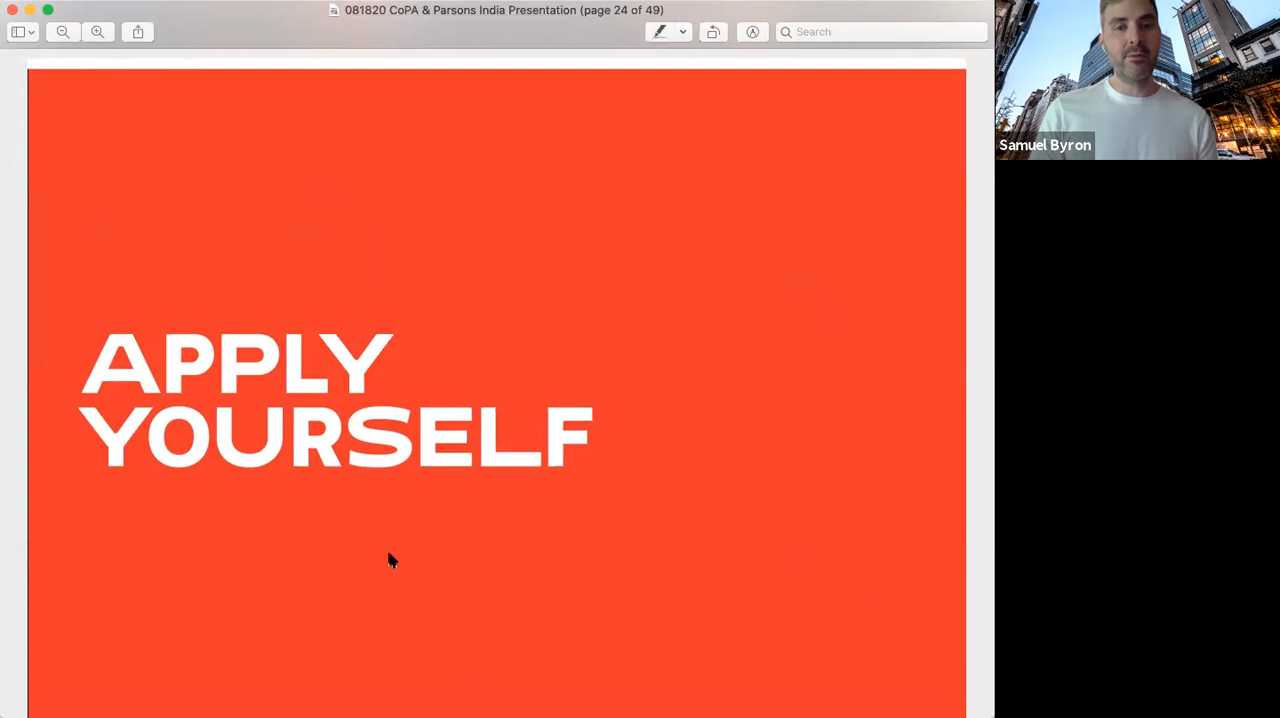 081820 CoPA & Parsons India Presentation (page 24 of 49)
Search
Samuel Byron
APPLY
YOURSELF